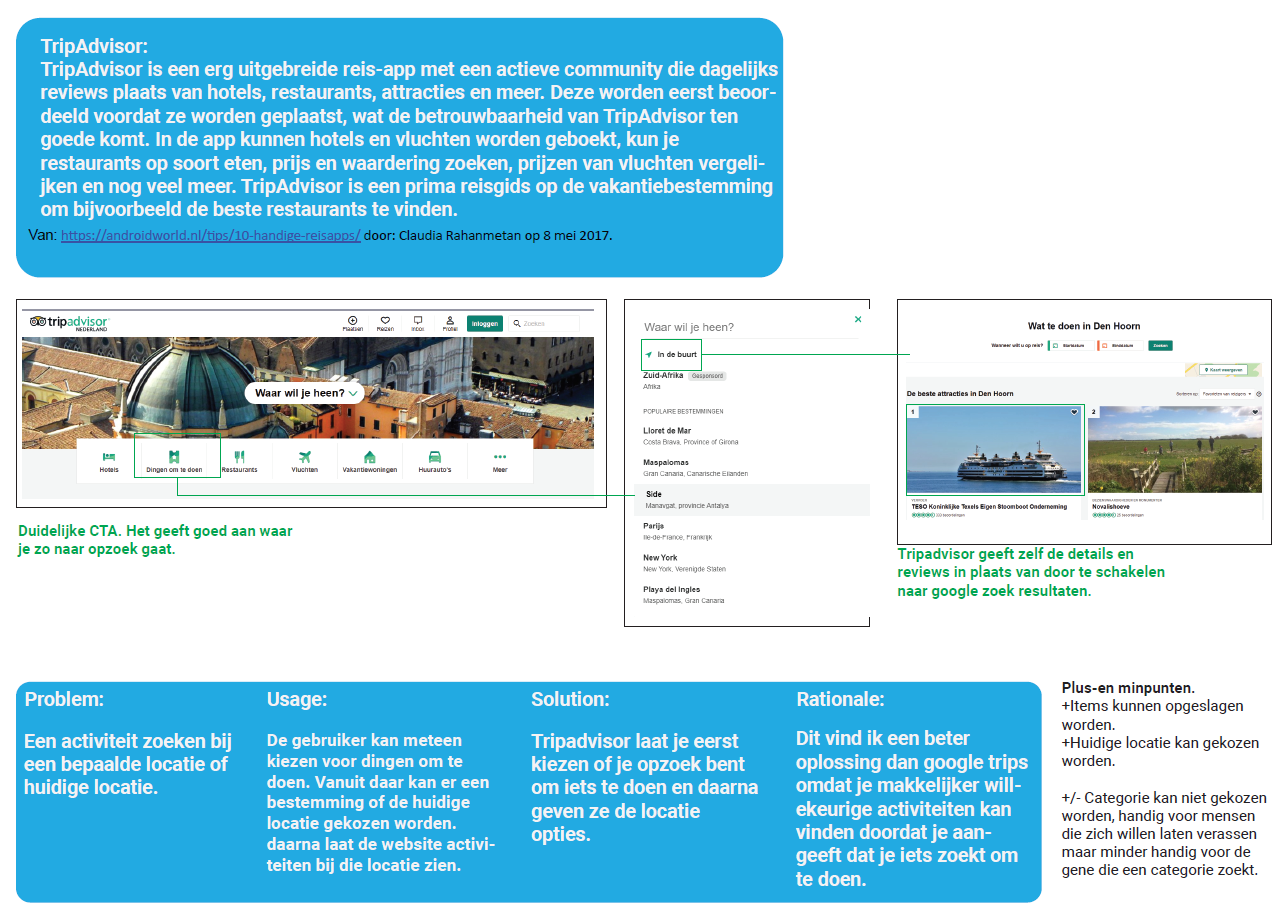 TripAdvisor:
TripAdvisor is een erg uitgebreide reis-app met een actieve community die dagelijks
reviews plaats van hotels, restaurants, attracties en meer. Deze worden eerst beoor-
deeld voordat ze worden geplaatst, wat de betrouwbaarheid van TripAdvisor ten
goede komt. In de app kunnen hotels en vluchten worden geboekt, kun je
restaurants op soort eten, prijs en waardering zoeken, prijzen van vluchten vergeli-
jken en nog veel meer. TripAdvisor is een prima reisgids op de vakantiebestemming
om bijvoorbeeld de beste restaurants te vinden.
Van: https://androidworld.nl/tips/10-handige-reisapps/ door: Claudia Rahanmetan op 8 mei 2017.
tripadvisor
NEDERLAND
Plaatsen
Reizen
Inbox
Profiel
Inloggen
Zoeken
Waar wil je heen?
Hotels
Dingen om te doen
Restaurants
Vluchten
Vakantiewoningen
Huurauto's
Meer
Duidelijke CTA. Het geeft goed aan waar
je zo naar opzoek gaat.
Waar wil je heen?
In de buurt
Zuid-Afrika Gesponsord
Afrika
POPULAIRE BESTEMMINGEN
Lloret de Mar
Costa Brava, Province of Girona
Maspalomas
Gran Canaria, Canarische Eilanden
Side
Manavgat, provincie Antalya
Parijs
Ile-de-France, Frankrijk
New York
New York, Verenigde Staten
Playa del Ingles
Maspalomas, Gran Canaria
Wat te doen in Den Hoorn
Wanneer wilt u op reis?
Startdatum
Einddatum
Zoeken
Kaart weergeven
De beste attracties in Den Hoorn
Sorteren op: Favorieten van reizigers
1
2
VEERBOTEN
TESO Koninklijke Texels Eigen Stoomboot Onderneming
Novalishoeve
25 beoordelingen
Tripadvisor geeft zelf de details en
reviews in plaats van door te schakelen
naar google zoek resultaten.
Problem:
Een activiteit zoeken bij
een bepaalde locatie of
huidige locatie.
Usage:
De gebruiker kan meteen
kiezen voor dingen om te
doen. Vanuit daar kan er een
bestemming of de huidige
locatie gekozen worden.
daarna laat de website activi-
teiten bij die locatie zien.
Solution:
Tripadvisor laat je eerst
kiezen of je opzoek bent
om iets te doen en daarna
geven ze de locatie
opties.
Rationale:
Dit vind ik een beter
oplossing dan google trips
omdat je makkelijker will-
ekeurige activiteiten kan
vinden doordat je aan-
geeft dat je iets zoekt om
te doen.
Plus-en minpunten.
+Items kunnen opgeslagen
worden.
+Huidige locatie kan gekozen
worden.
+/- Categorie kan niet gekozen
worden, handig voor mensen
die zich willen laten verassen
maar minder handig voor de
gene die een categorie zoekt.